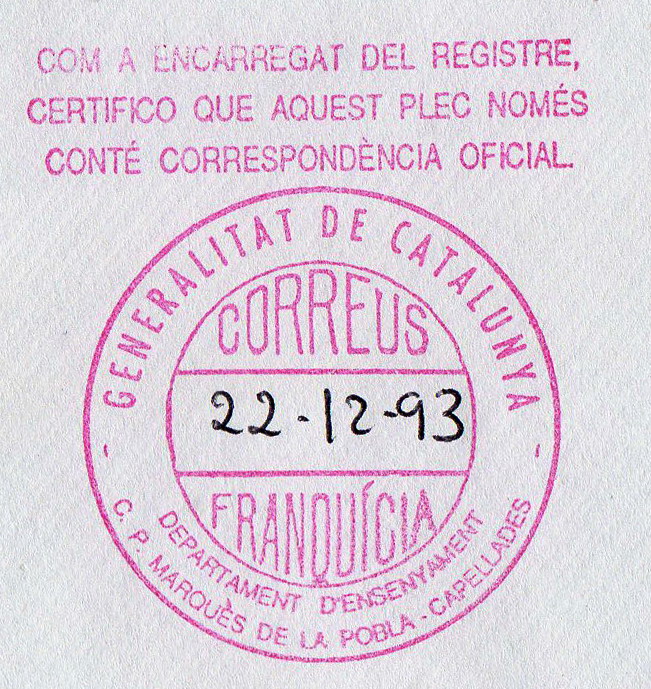 COM A ENCARREGAT DEL REGISTRE,
CERTIFICO QUE AQUEST PLEC NOMÉS
CONTÉ CORRESPONDÈNCIA OFICIAL.
- GENERALITAT DE CATALUNYA -
CORREUS
22-12-93
FRANQUÍCIA
DEPARTAMENT D'ENSENYAMENT
C. P. MARQUÈS DE LA POBLA - CAPELLADES